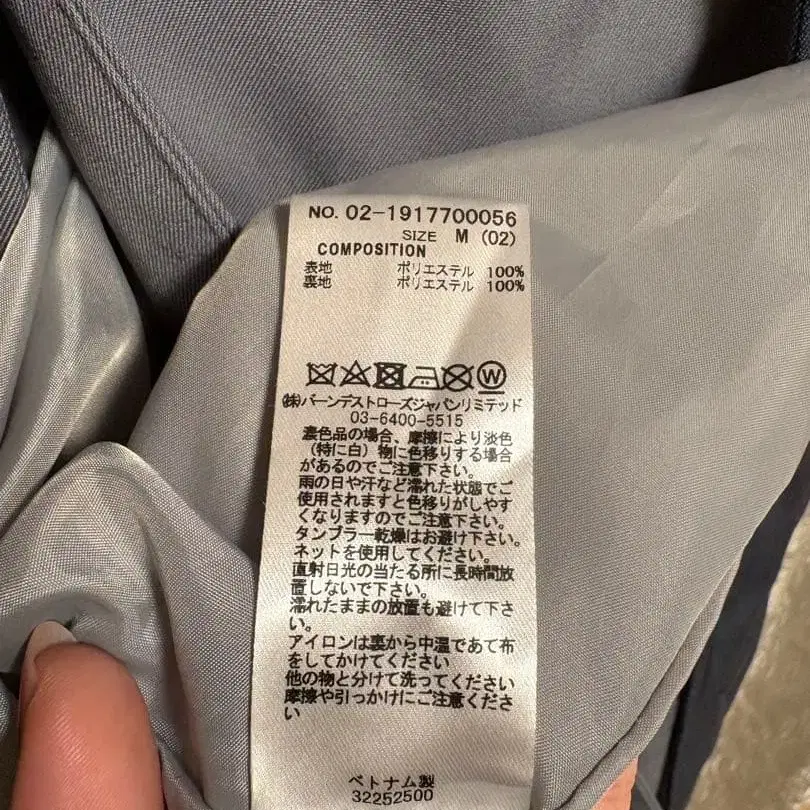 NO. 02-1917700056
SIZE M (02)
COMPOSITION
表地 ポリエステル 100%
裏地 ポリエステル 100%
W
㈱バーンデストローズジャパンリミテッド
03-6400-5515
濃色品の場合、摩擦により淡色
(特に白)物に色移りする場合
があるのでご注意下さい。
雨の日や汗など濡れた状態でご
使用されますと色移りがしやす
くなりますのでご注意下さい。
タンブラー乾燥はお避け下さい。
ネットを使用してください。
直射日光の当たる所に長時間放
置しないで下さい。
濡れたままの放置も避けて下さ
い。
アイロンは裏から中温であて布
をしてかけてください
他の物と分けて洗ってください
摩擦や引っかけにご注意くださ
い
ベトナム製
32252500